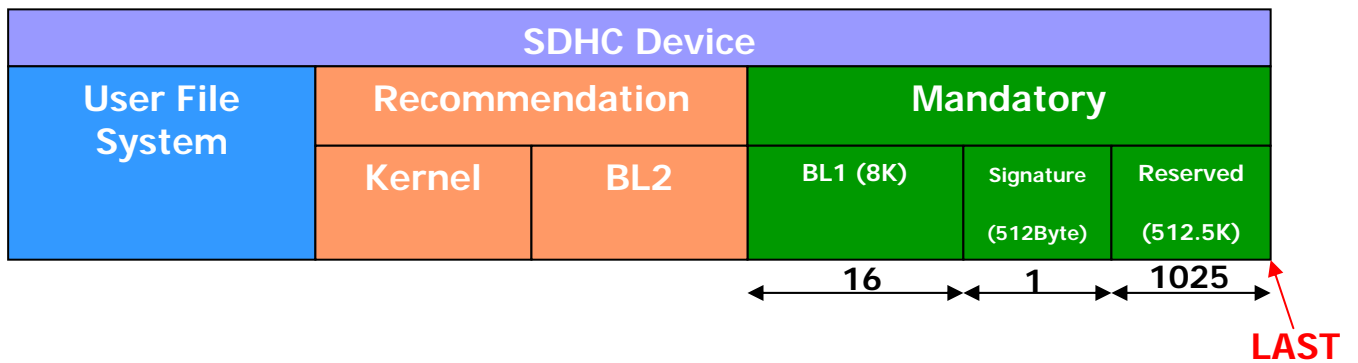 SDHC Device
User File
System
Recommendation
Mandatory
Kernel
BL2
BL1 (8K)
Signature
(512Byte)
Reserved
(512.5K)
16
1
1025
LAST